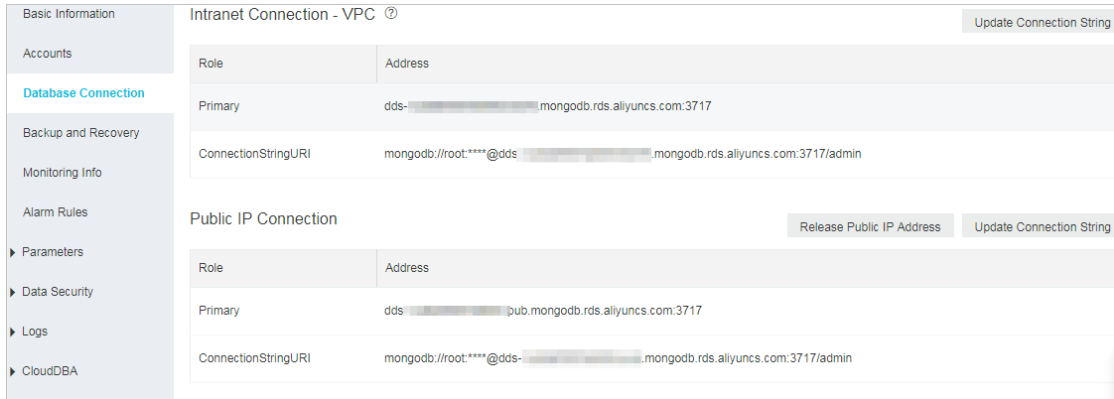 Basic Information
Accounts
Database Connection
Backup and Recovery
Monitoring Info
Alarm Rules
Parameters
Data Security
Logs
CloudDBA
Intranet Connection - VPC
Update Connection String
Role Address
Primary dds- .mongodb.rds.aliyuncs.com:3717
ConnectionStringURI mongodb://root:****@dds .mongodb.rds.aliyuncs.com:3717/admin
Public IP Connection
Release Public IP Address Update Connection String
Role Address
Primary dds pub.mongodb.rds.aliyuncs.com:3717
ConnectionStringURI mongodb://root:****@dds- .mongodb.rds.aliyuncs.com:3717/admin